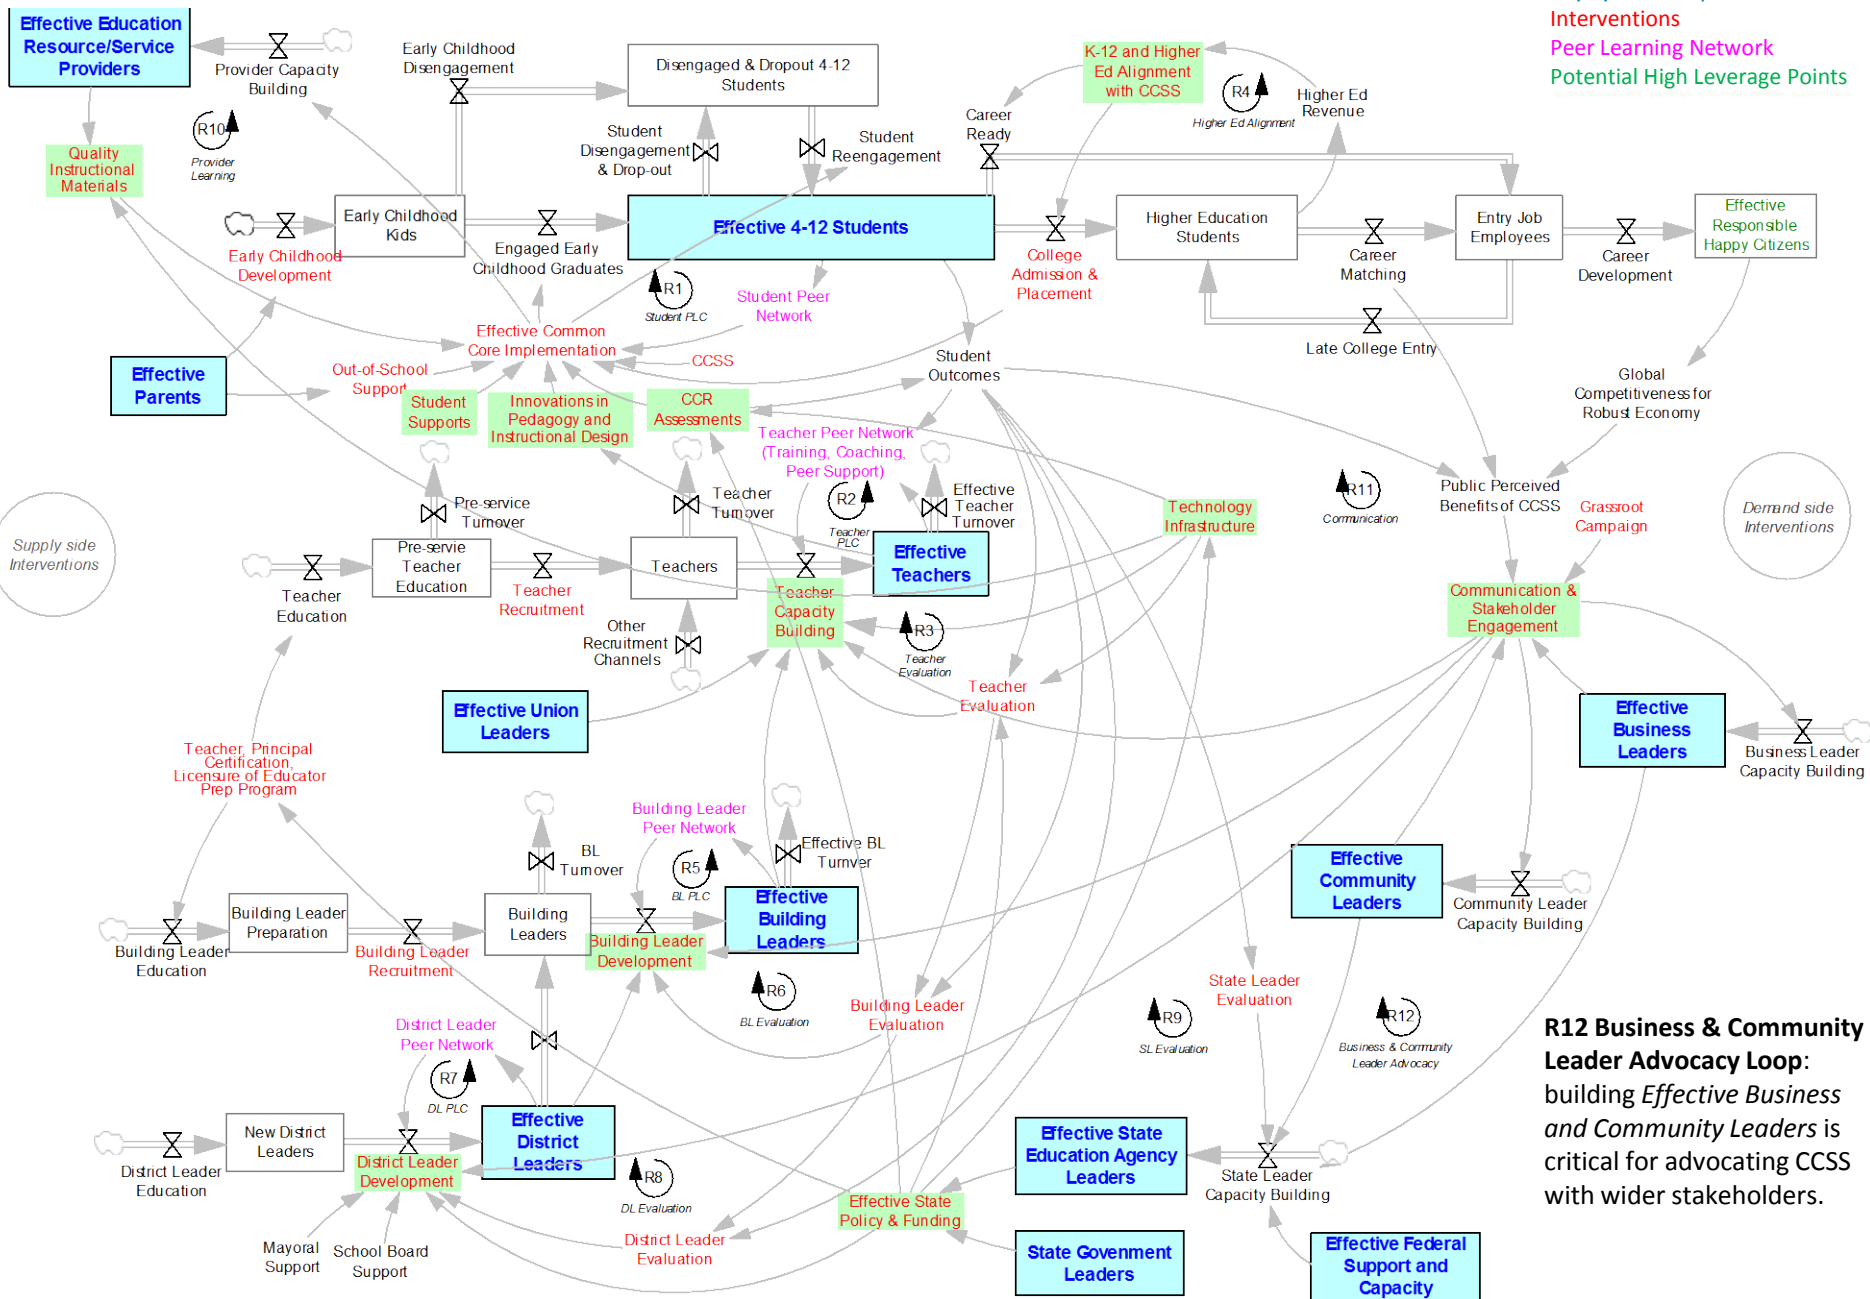 Effective Education
Resource/Service
Providers
Provider Capacity
Building
Early Childhood
Disengagement
Disengaged & Dropout 4-12
Students
K-12 and Higher
Ed Alignment
with CCSS
R4
Higher Ed Alignment
Higher Ed
Revenue
Interventions
Peer Learning Network
Potential High Leverage Points
R10
Provider
Learning
Quality
Instructional
Materials
Student
Disengagement
& Drop-out
Student
Reengagement
Career
Ready
Early Childhood
Kids
Early Childhood
Development
Engaged Early
Childhood Graduates
Effective 4-12 Students
College
Admission &
Placement
Higher Education
Students
Career
Matching
Entry Job
Employees
Career
Development
Effective
Responsible
Happy Citizens
Late College Entry
R1
Student PLC
Student Peer
Network
Effective Common
Core Implementation
CCSS
Effective
Parents
Out-of-School
Support
Student
Supports
Innovations in
Pedagogy and
Instructional Design
CCR
Assessments
Student
Outcomes
Global
Competitiveness for
Robust Economy
Teacher Peer Network
(Training, Coaching,
Peer Support)
Pre-service
Turnover
Teacher
Turnover
R2
Teacher
PLC
Effective
Teacher
Turnover
Technology
Infrastructure
R11
Communication
Public Perceived
Benefits of CCSS
Grassroot
Campaign
Demand side
Interventions
Supply side
Interventions
Teacher
Education
Pre-servie
Teacher
Education
Teacher
Recruitment
Teachers
Other
Recruitment
Channels
Teacher
Capacity
Building
Effective
Teachers
R3
Teacher
Evaluation
Communication &
Stakeholder
Engagement
Effective Union
Leaders
Teacher
Evaluation
Effective
Business
Leaders
Business Leader
Capacity Building
Teacher, Principal
Certification,
Licensure of Educator
Prep Program
Building Leader
Peer Network
BL
Turnover
R5
BL PLC
Effective BL
Turnver
Effective
Community
Leaders
Community Leader
Capacity Building
Building Leader
Education
Building Leader
Preparation
Building Leader
Recruitment
Building
Leaders
Building Leader
Development
Effective
Building
Leaders
R6
BL Evaluation
Building Leader
Evaluation
State Leader
Evaluation
R9
SL Evaluation
R12
Business & Community
Leader Advocacy
R12 Business & Community
Leader Advocacy Loop:
building Effective Business
and Community Leaders is
critical for advocating CCSS
with wider stakeholders.
District Leader
Peer Network
R7
DL PLC
District Leader
Education
New District
Leaders
District Leader
Development
Effective
District
Leaders
R8
DL Evaluation
Mayoral
Support
School Board
Support
District Leader
Evaluation
Effective State
Policy & Funding
Effective State
Education Agency
Leaders
State Leader
Capacity Building
State Govenment
Leaders
Effective Federal
Support and
Capacity